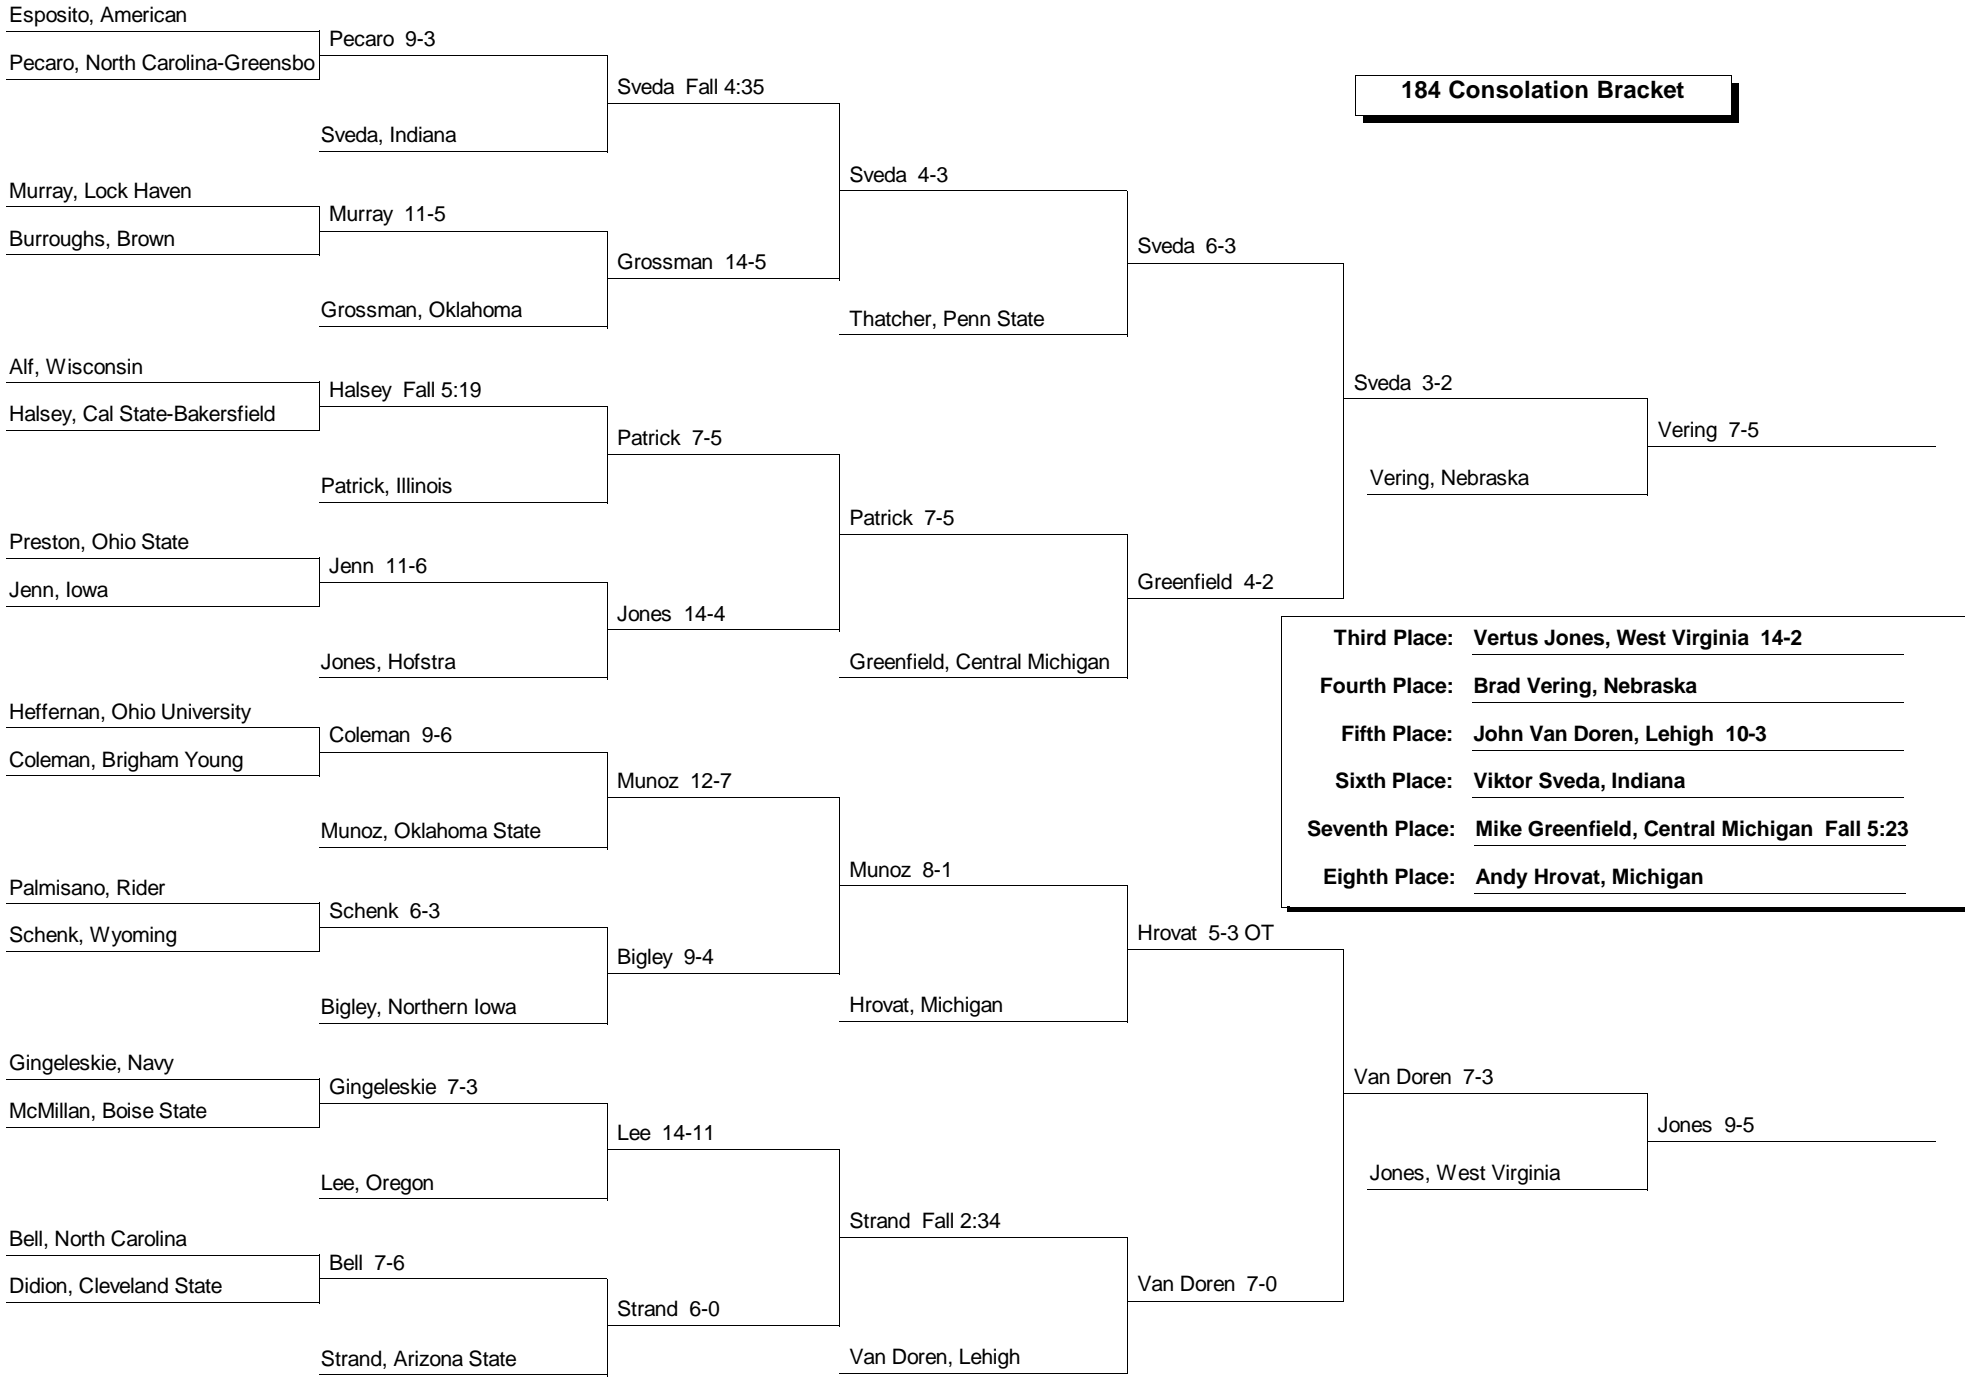 Esposito, American
Pecaro, North Carolina-Greensbo
Pecaro 9-3
Sveda, Indiana
Sveda Fall 4:35
184 Consolation Bracket
Murray, Lock Haven
Burroughs, Brown
Murray 11-5
Grossman, Oklahoma
Grossman 14-5
Sveda 4-3
Thatcher, Penn State
Sveda 6-3
Alf, Wisconsin
Halsey, Cal State-Bakersfield
Halsey Fall 5:19
Patrick, Illinois
Patrick 7-5
Preston, Ohio State
Jenn, Iowa
Jenn 11-6
Jones, Hofstra
Jones 14-4
Patrick 7-5
Greenfield, Central Michigan
Greenfield 4-2
Sveda 3-2
Vering, Nebraska
Vering 7-5
Third Place: Vertus Jones, West Virginia 14-2
Fourth Place: Brad Vering, Nebraska
Fifth Place: John Van Doren, Lehigh 10-3
Sixth Place: Viktor Sveda, Indiana
Seventh Place: Mike Greenfield, Central Michigan Fall 5:23
Eighth Place: Andy Hrovat, Michigan
Heffernan, Ohio University
Coleman, Brigham Young
Coleman 9-6
Munoz, Oklahoma State
Munoz 12-7
Palmisano, Rider
Schenk, Wyoming
Schenk 6-3
Bigley, Northern Iowa
Bigley 9-4
Munoz 8-1
Hrovat, Michigan
Hrovat 5-3 OT
Gingeleskie, Navy
McMillan, Boise State
Gingeleskie 7-3
Lee, Oregon
Lee 14-11
Bell, North Carolina
Didion, Cleveland State
Bell 7-6
Strand, Arizona State
Strand 6-0
Strand Fall 2:34
Van Doren, Lehigh
Van Doren 7-0
Van Doren 7-3
Jones, West Virginia
Jones 9-5